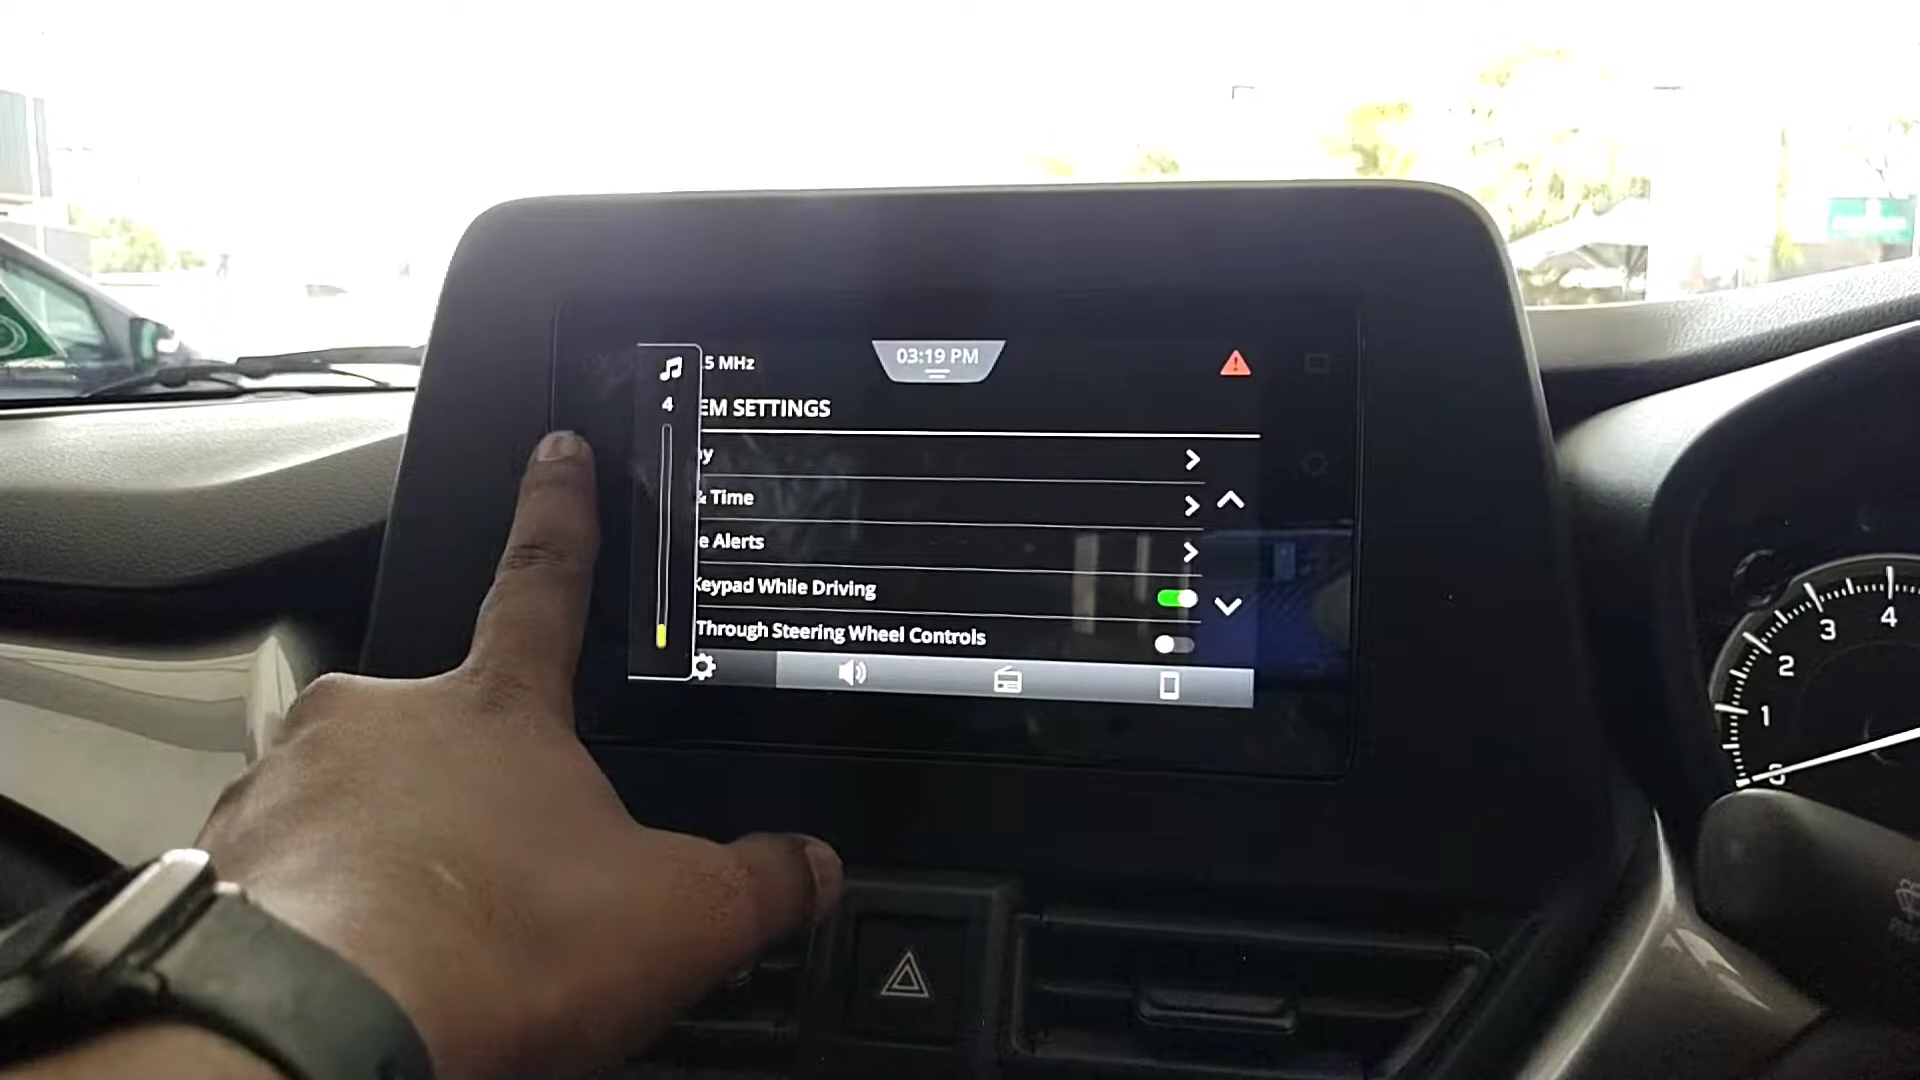 .5 MHz
03:19 PM
4
EM SETTINGS
y
& Time
e Alerts
Keypad While Driving
Through Steering Wheel Controls
4
3
2
1
0